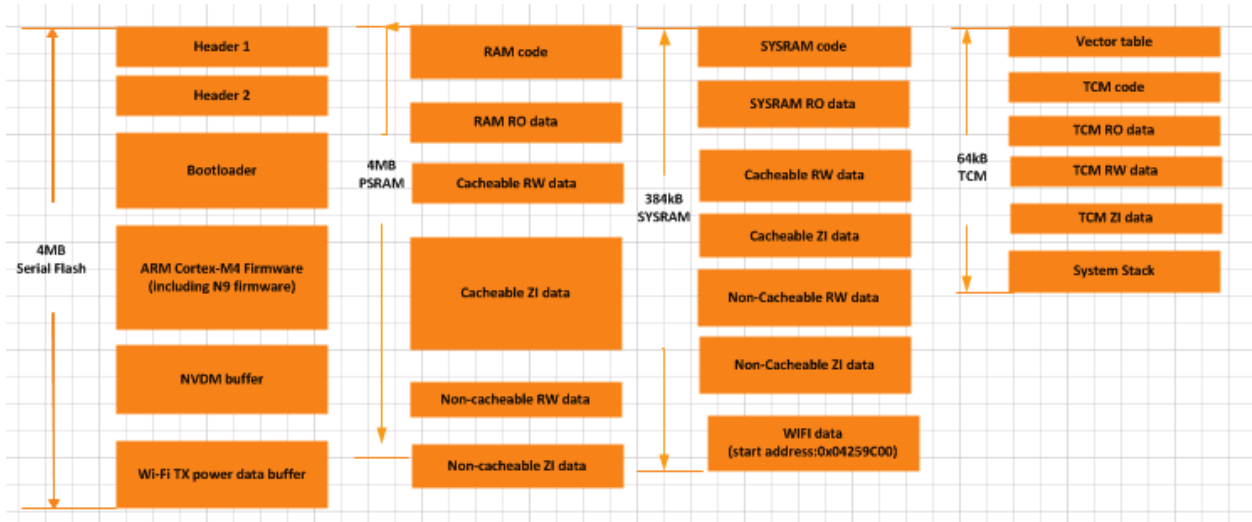 4MB
Serial Flash
Header 1
Header 2
Bootloader
ARM Cortex-M4 Firmware
(including N9 firmware)
NVDM buffer
Wi-Fi TX power data buffer
4MB
PSRAM
RAM code
RAM RO data
Cacheable RW data
Cacheable ZI data
Non-cacheable RW data
Non-cacheable ZI data
384kB
SYSRAM
SYSRAM code
SYSRAM RO data
Cacheable RW data
Cacheable ZI data
Non-Cacheable RW data
Non-Cacheable ZI data
WIFI data
(start address:0x04259C00)
64kB
TCM
Vector table
TCM code
TCM RO data
TCM RW data
TCM ZI data
System Stack